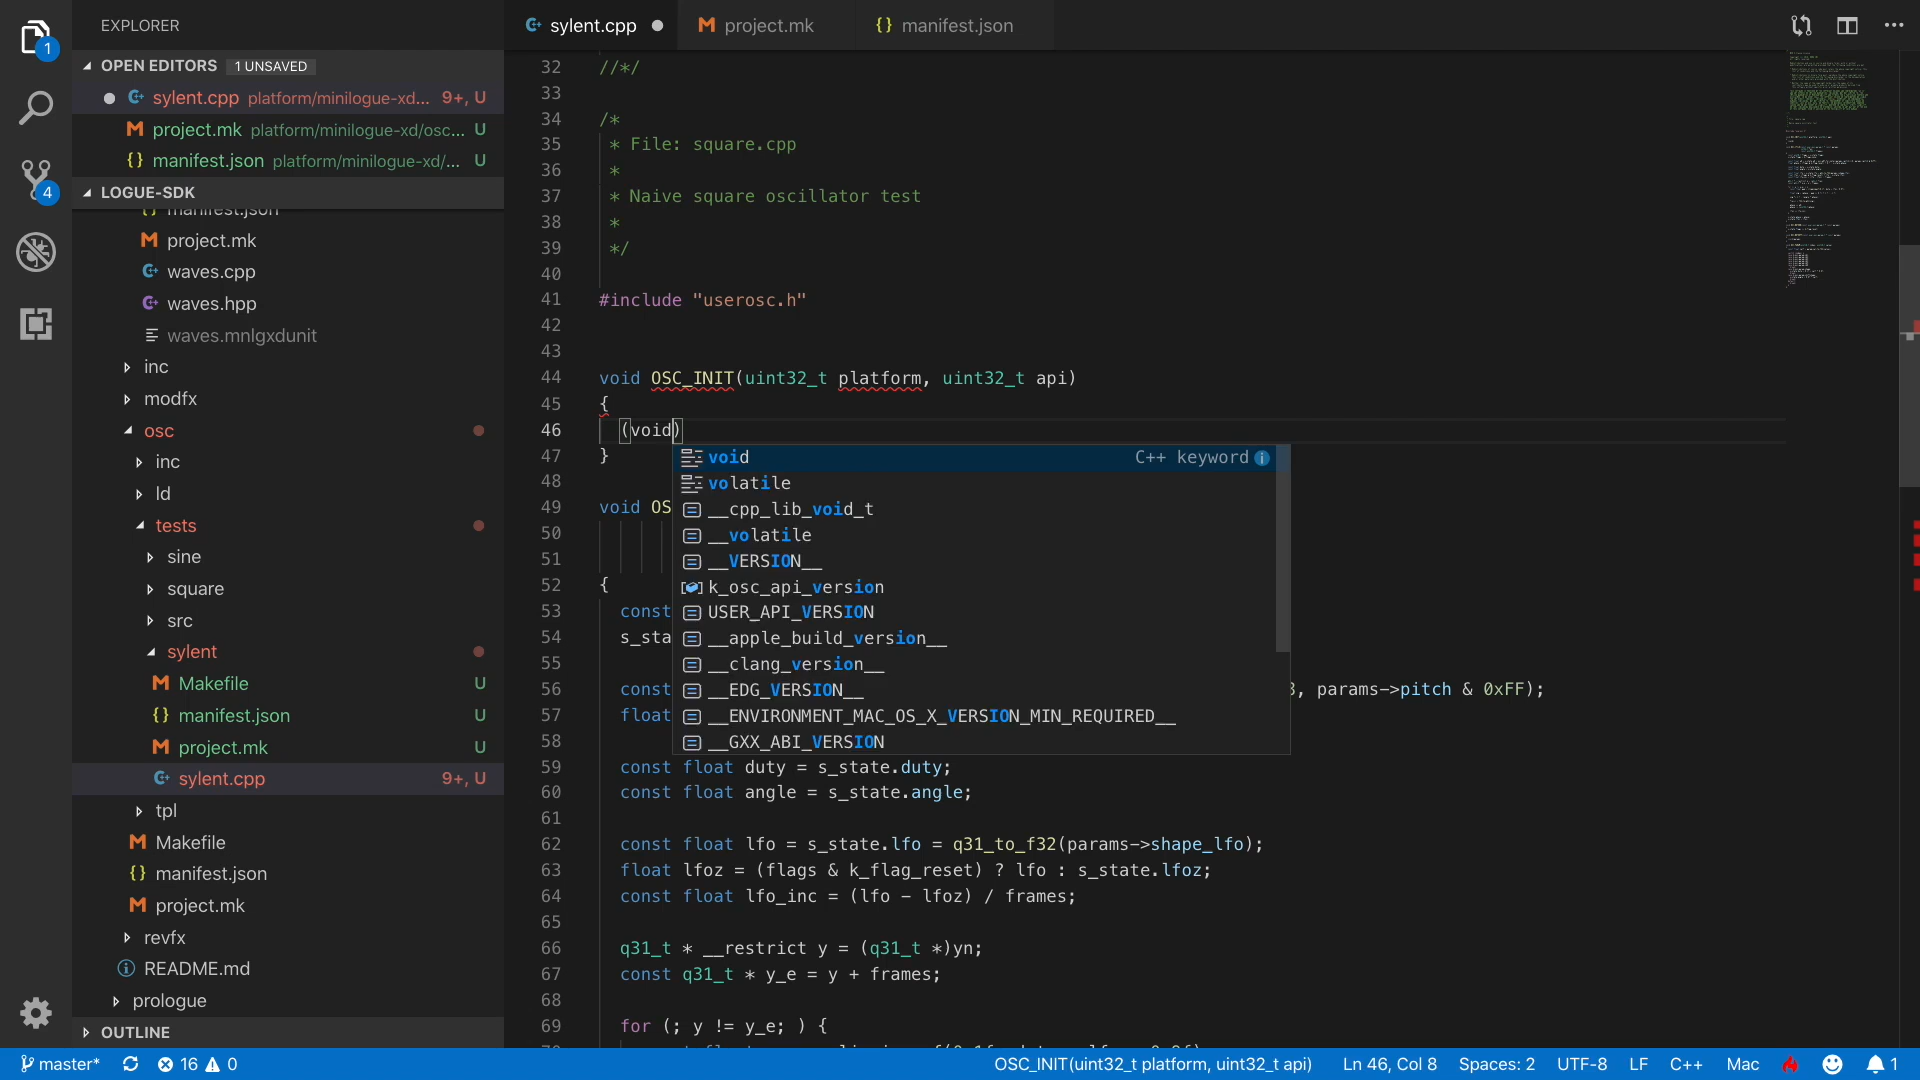 EXPLORER
sylent.cpp
project.mk
{} manifest.json
1
OPEN EDITORS 1 UNSAVED
sylent.cpp platform/minilogue-xd... 9+, U
project.mk platform/minilogue-xd/osc... U
{} manifest.json platform/minilogue-xd/... U
4
LOGUE-SDK
{} manifest.json
project.mk
waves.cpp
waves.hpp
waves.mnlgxdunit
inc
modfx
osc
inc
ld
tests
sine
square
src
sylent
Makefile U
{} manifest.json U
project.mk U
sylent.cpp 9+, U
tpl
Makefile
{} manifest.json
project.mk
revfx
README.md
prologue
OUTLINE
32 //*/
33
34 /*
35 * File: square.cpp
36 *
37 * Naive square oscillator test
38 *
39 */
40
41 #include "userosc.h"
42
43
44 void OSC_INIT(uint32_t platform, uint32_t api)
45 {
46 (void)
47 }
48
49 void OS
50
51
52 {
53 const
54 s_sta
55
56 const , params->pitch & 0xFF);
57 float
58
void C++ keyword
volatile
__cpp_lib_void_t
__volatile
__VERSION__
k_osc_api_version
USER_API_VERSION
__apple_build_version__
__clang_version__
__EDG_VERSION__
__ENVIRONMENT_MAC_OS_X_VERSION_MIN_REQUIRED__
__GXX_ABI_VERSION
59 const float duty = s_state.duty;
60 const float angle = s_state.angle;
61
62 const float lfo = s_state.lfo = q31_to_f32(params->shape_lfo);
63 float lfoz = (flags & k_flag_reset) ? lfo : s_state.lfoz;
64 const float lfo_inc = (lfo - lfoz) / frames;
65
66 q31_t * __restrict y = (q31_t *)yn;
67 const q31_t * y_e = y + frames;
68
69 for (; y != y_e; ) {
master* 16 0 OSC_INIT(uint32_t platform, uint32_t api) Ln 46, Col 8 Spaces: 2 UTF-8 LF C++ Mac 1